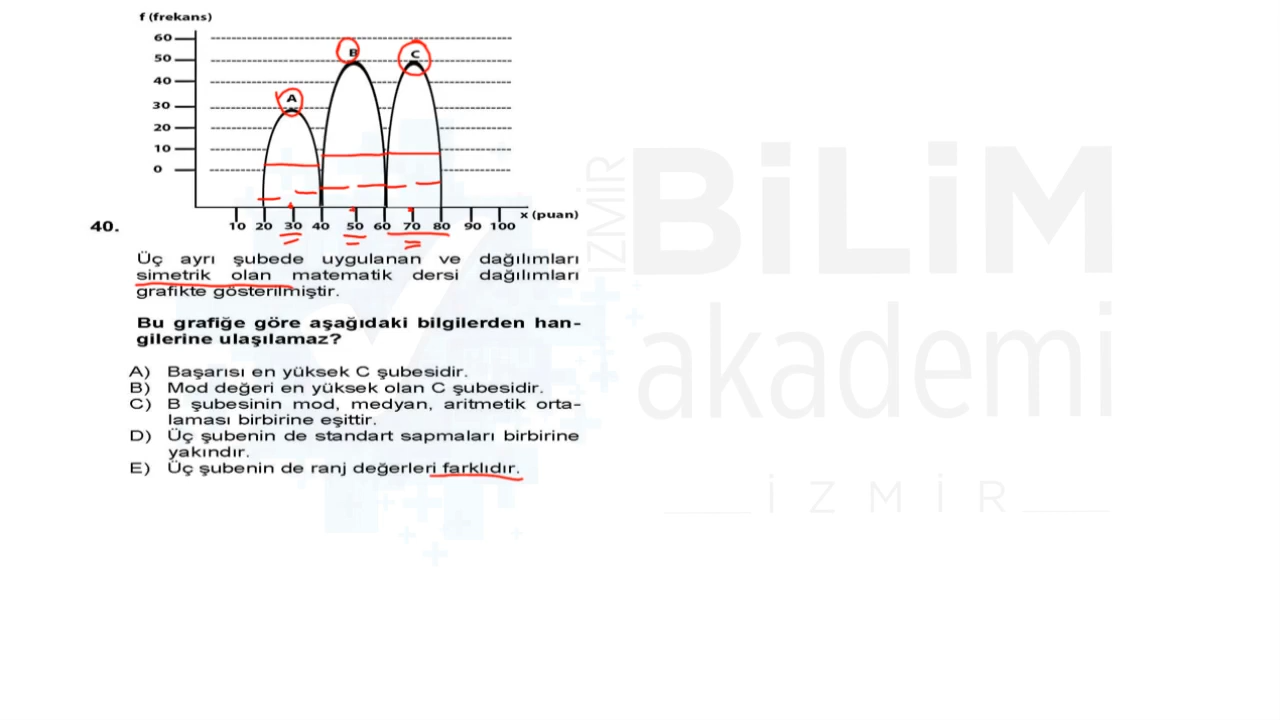 f (frekans)
60
50
40
30
20
10
0
A
B
C
10 20 30 40 50 60 70 80 90 100
x (puan)
40.
Üç ayrı şubede uygulanan ve dağılımları
simetrik olan matematik dersi dağılımları
grafikte gösterilmiştir.
Bu grafiğe göre aşağıdaki bilgilerden han-
gilerine ulaşılamaz?
A) Başarısı en yüksek C şubesidir.
B) Mod değeri en yüksek olan C şubesidir.
C) B şubesinin mod, medyan, aritmetik orta-
laması birbirine eşittir.
D) Üç şubenin de standart sapmaları birbirine
yakındır.
E) Üç şubenin de ranj değerleri farklıdır.
İZMİR
BiLiM
akademi
İZMİR